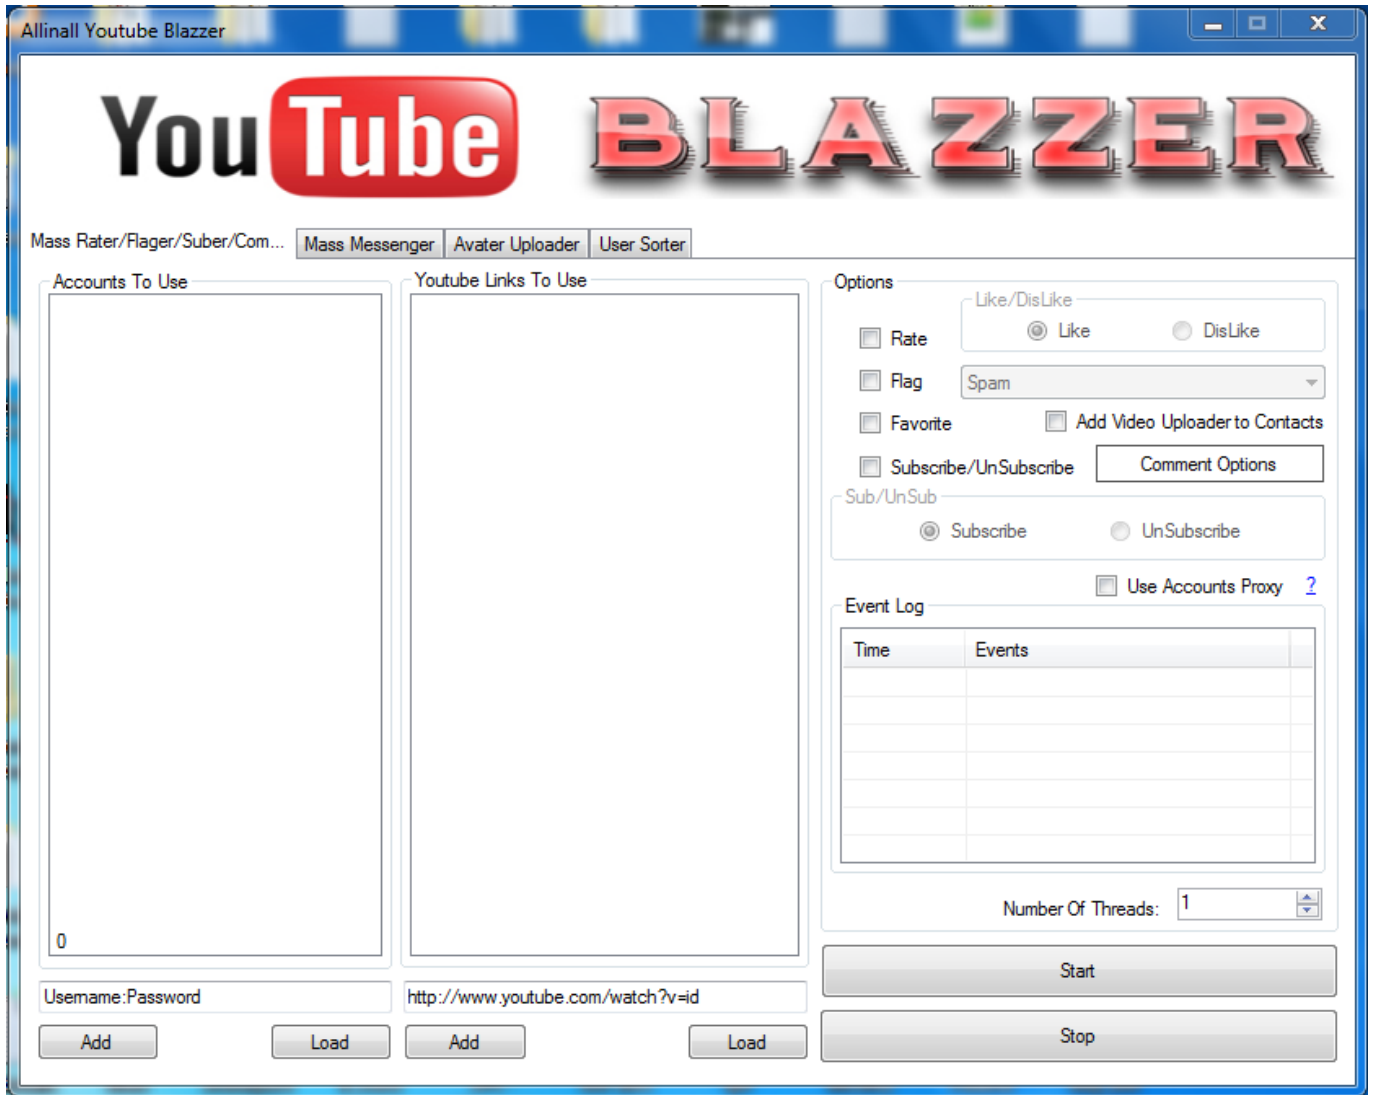 Allinall Youtube Blazzer
YouTube BLAZZER
Mass Rater/Flager/Suber/Com... Mass Messenger Avater Uploader User Sorter
Accounts To Use
0
Username:Password
Add Load
Youtube Links To Use
http://www.youtube.com/watch?v=id
Add Load
Options
Like/DisLike
Rate Like DisLike
Flag Spam
Favorite Add Video Uploader to Contacts
Subscribe/UnSubscribe Comment Options
Sub/UnSub
Subscribe UnSubscribe
Use Accounts Proxy ?
Event Log
Time Events
Number Of Threads: 1
Start
Stop